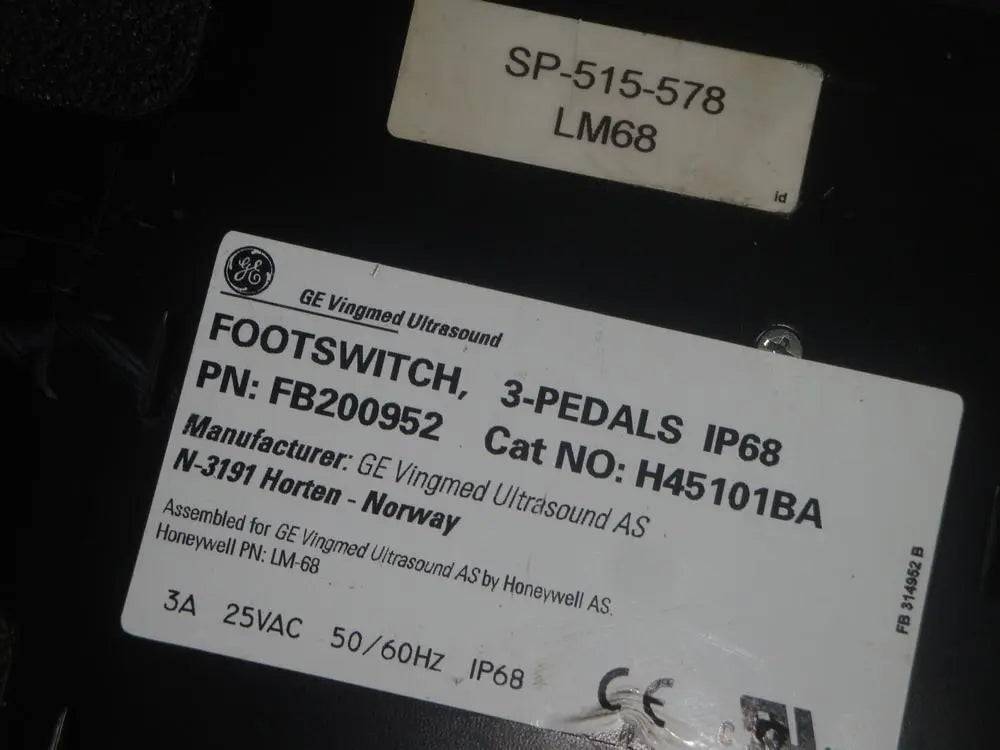 SP-515-578
LM68
id
GE
GE Vingmed Ultrasound
FOOTSWITCH, 3-PEDALS IP68
PN: FB200952 Cat NO: H45101BA
Manufacturer: GE Vingmed Ultrasound AS
N-3191 Horten - Norway
Assembled for GE Vingmed Ultrasound AS by Honeywell AS.
Honeywell PN: LM-68
3A 25VAC 50/60HZ IP68
CE
FB 314952 B